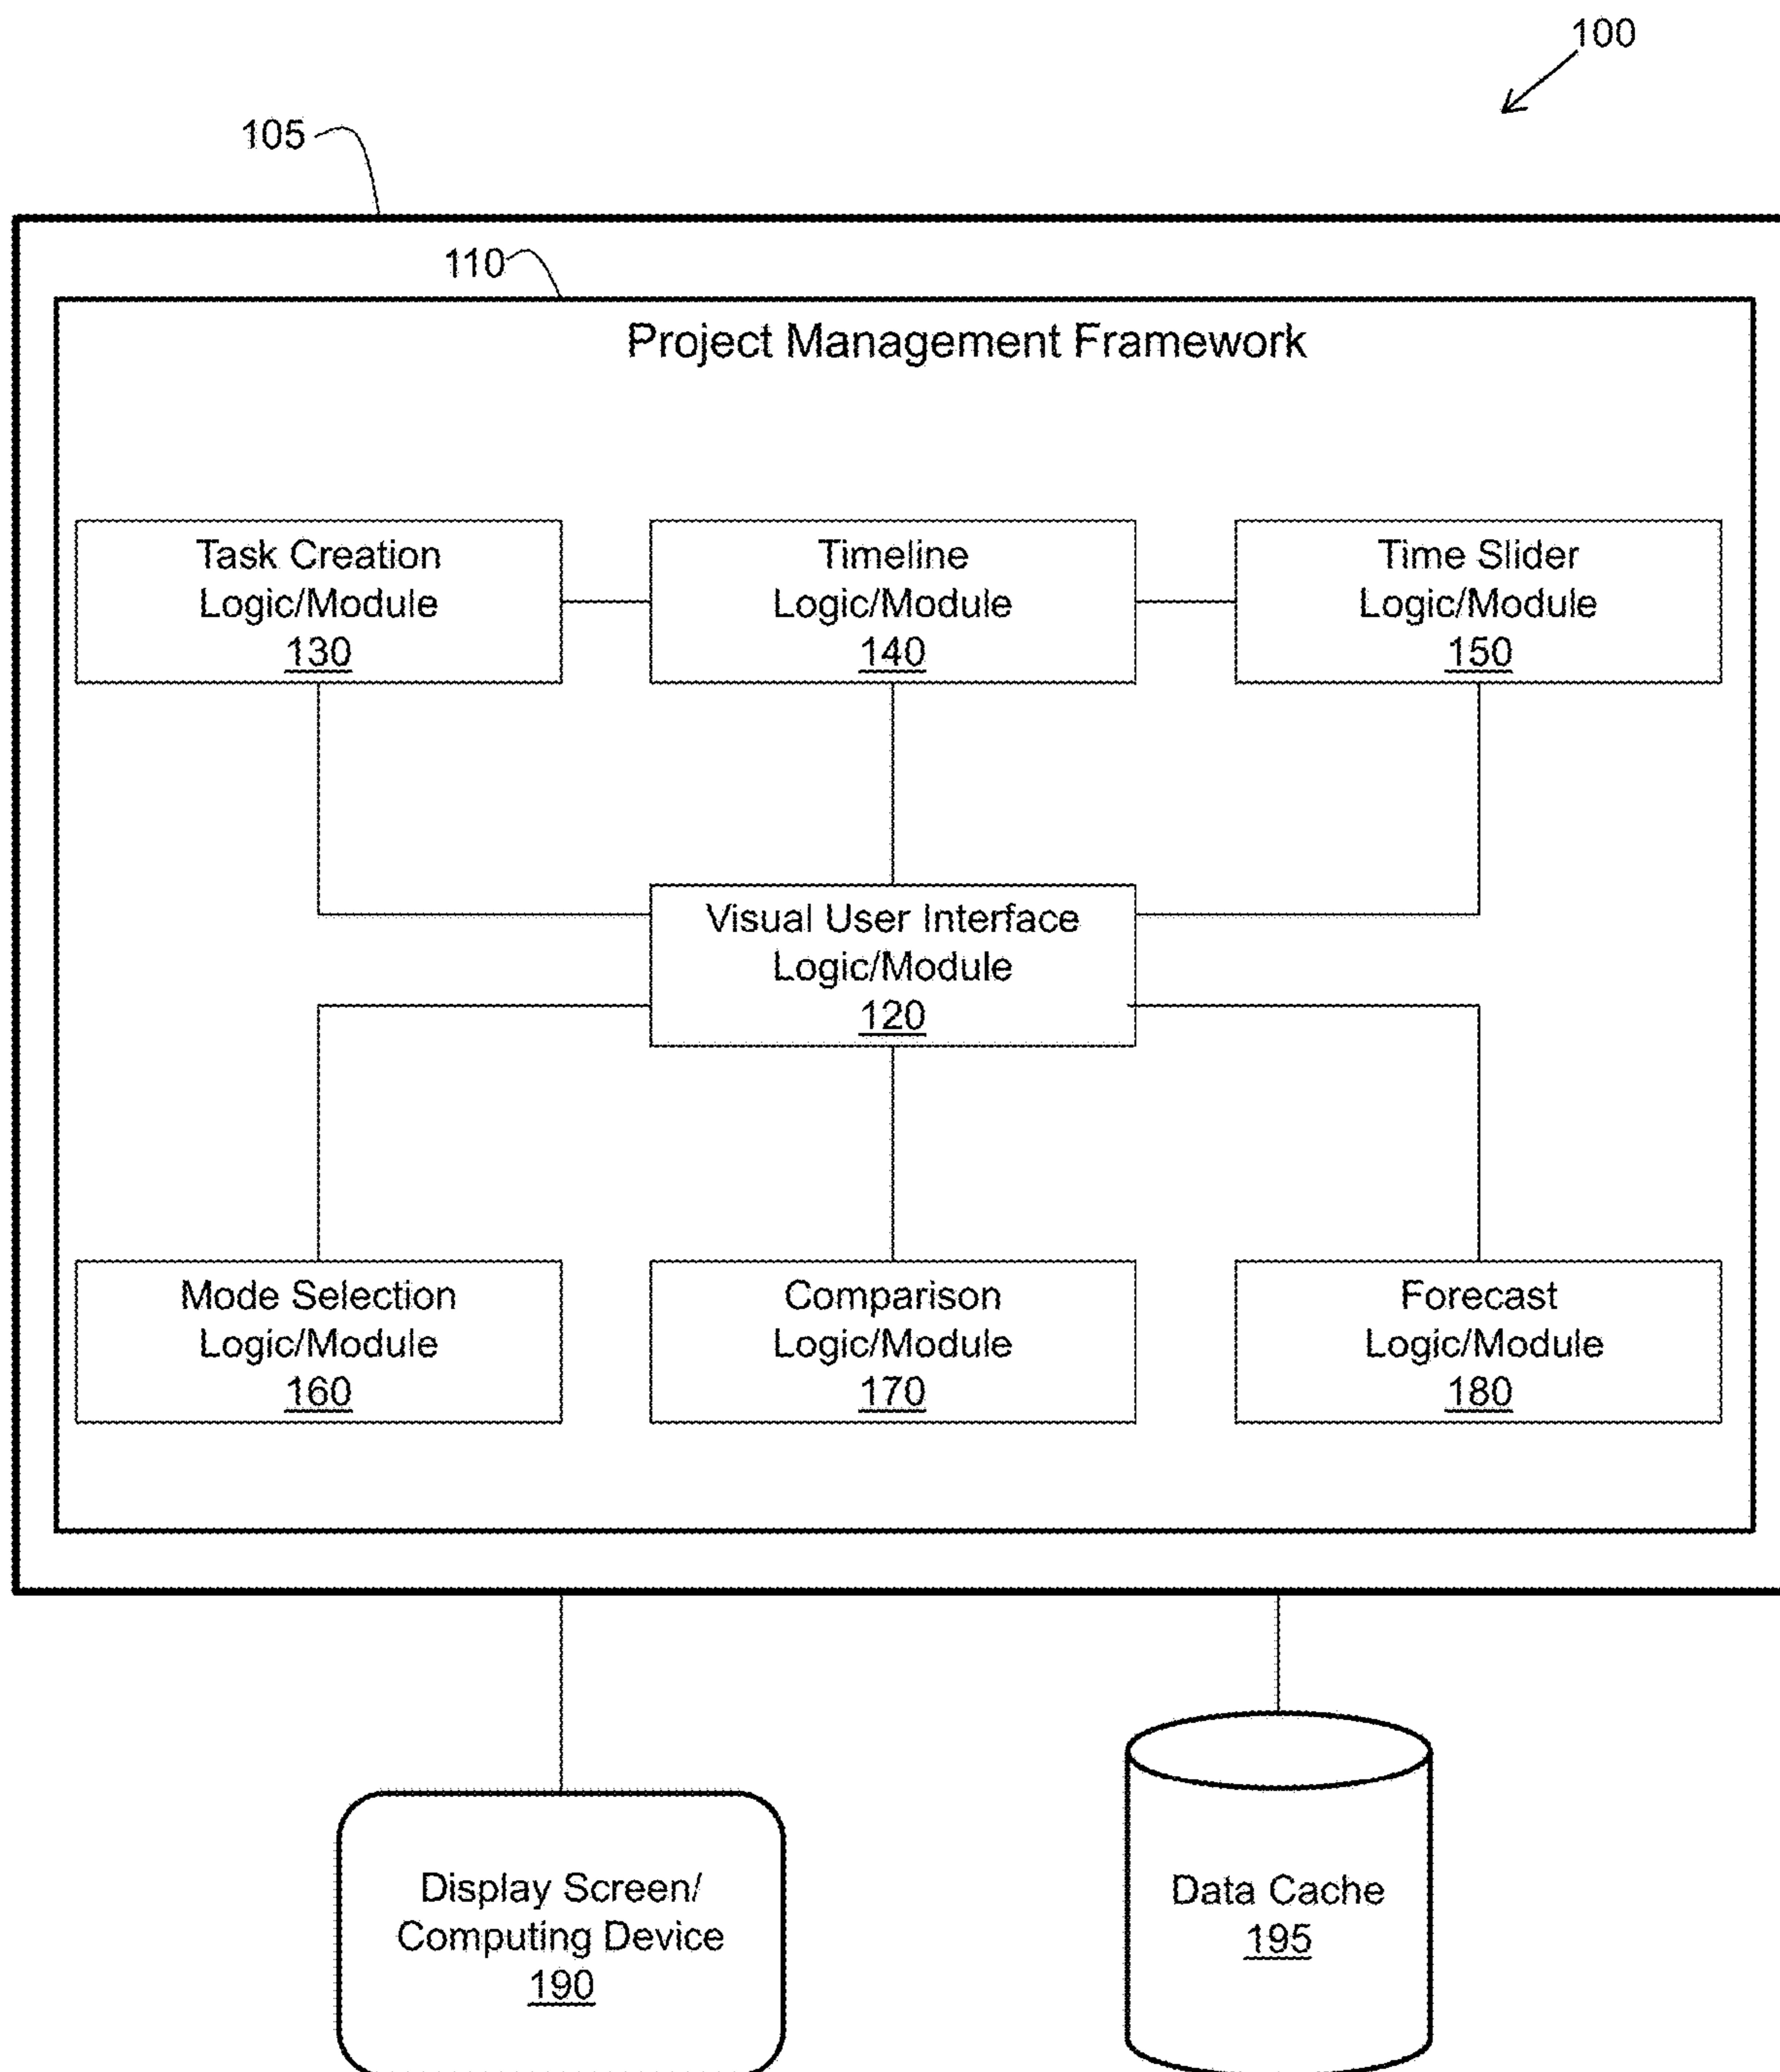 100
105
110
Project Management Framework
Task Creation
Logic/Module
130
Timeline
Logic/Module
140
Time Slider
Logic/Module
150
Visual User Interface
Logic/Module
120
Mode Selection
Logic/Module
160
Comparison
Logic/Module
170
Forecast
Logic/Module
180
Display Screen/
Computing Device
190
Data Cache
195